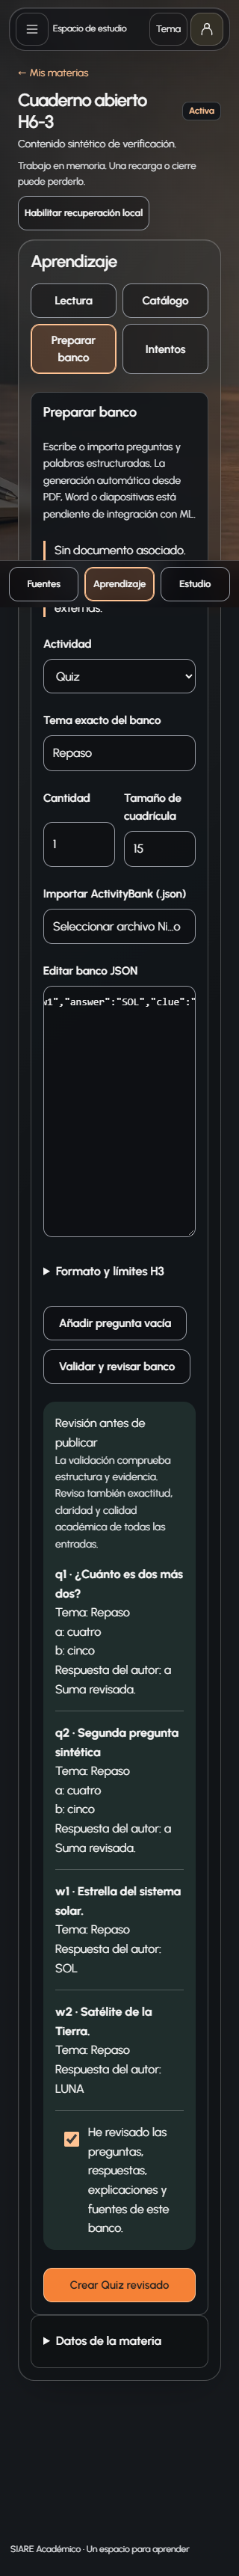 Espacio de estudio
Tema
← Mis materias
Cuaderno abierto
H6-3
Activa
Contenido sintético de verificación.
Trabajo en memoria. Una recarga o cierre
puede perderlo.
Habilitar recuperación local
Aprendizaje
Lectura
Catálogo
Preparar
banco
Intentos
Preparar banco
Escribe o importa preguntas y
palabras estructuradas. La
generación automática desde
PDF, Word o diapositivas está
pendiente de integración con ML.
Sin documento asociado.
Fuentes
Aprendizaje
Estudio
externas.
Actividad
Quiz
Tema exacto del banco
Repaso
Cantidad
Tamaño de
cuadrícula
1
15
Importar ActivityBank (.json)
Seleccionar archivo Ni...o
Editar banco JSON
w1","answer":"SOL","clue":"
▶ Formato y límites H3
Añadir pregunta vacía
Validar y revisar banco
Revisión antes de
publicar
La validación comprueba
estructura y evidencia.
Revisa también exactitud,
claridad y calidad
académica de todas las
entradas.
q1 · ¿Cuánto es dos más
dos?
Tema: Repaso
a: cuatro
b: cinco
Respuesta del autor: a
Suma revisada.
q2 · Segunda pregunta
sintética
Tema: Repaso
a: cuatro
b: cinco
Respuesta del autor: a
Suma revisada.
w1 · Estrella del sistema
solar.
Tema: Repaso
Respuesta del autor:
SOL
w2 · Satélite de la
Tierra.
Tema: Repaso
Respuesta del autor:
LUNA
He revisado las
preguntas,
respuestas,
explicaciones y
fuentes de este
banco.
Crear Quiz revisado
▶ Datos de la materia
SIARE Académico · Un espacio para aprender